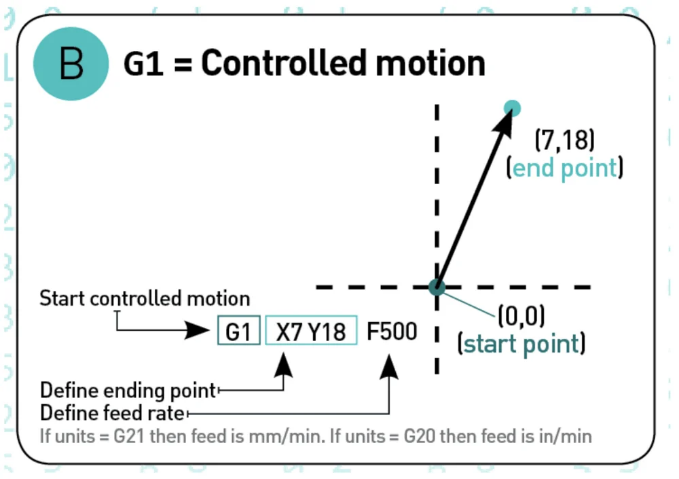 B
G1 = Controlled motion
(7,18)
(end point)
Start controlled motion
G1 X7 Y18 F500
(0,0)
(start point)
Define ending point
Define feed rate
If units = G21 then feed is mm/min. If units = G20 then feed is in/min